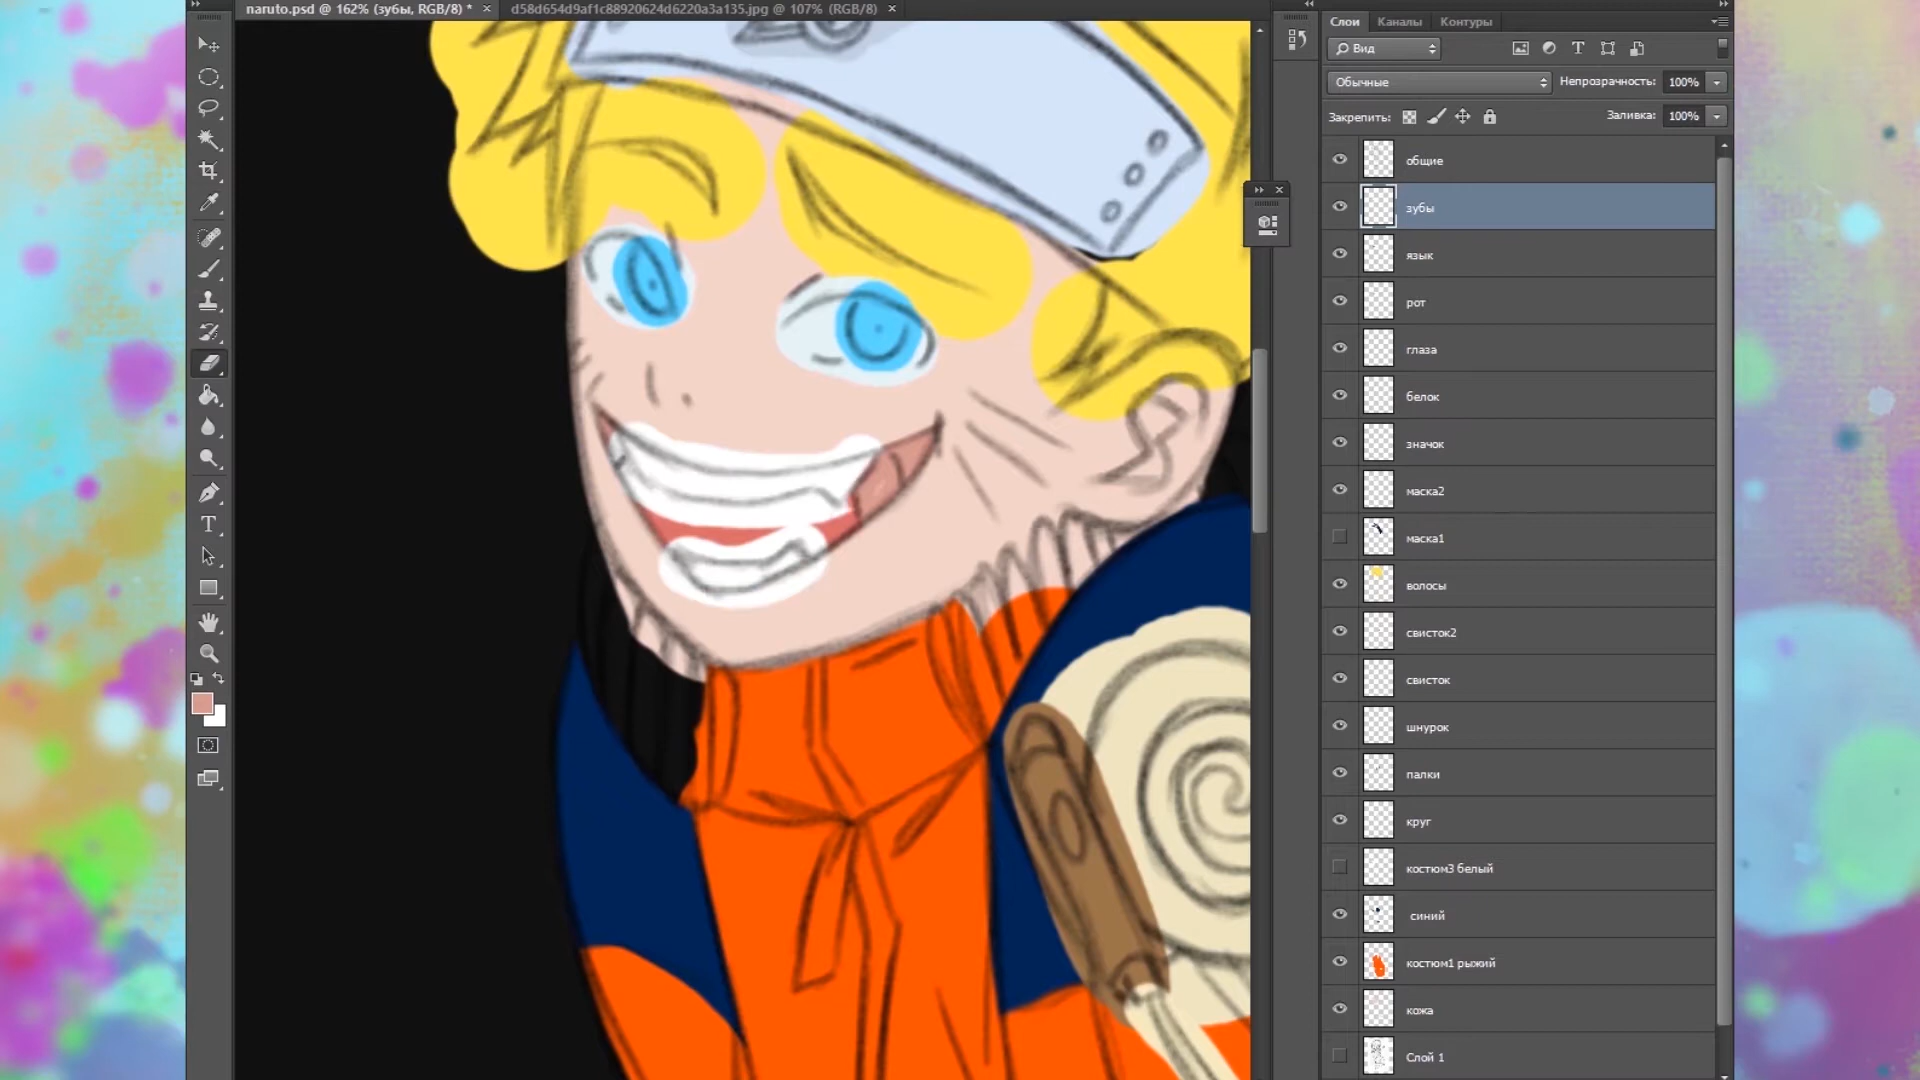 naruto.psd @ 162% (зубы, RGB/8) *
d58d654d9af1c88920624d6220a3a135.jpg @ 107% (RGB/8)
Слои Каналы Контуры
Вид
Обычные Непрозрачность: 100%
Закрепить: Заливка: 100%
общие
зубы
язык
рот
глаза
белок
значок
маска2
маска1
волосы
свисток2
свисток
шнурок
палки
круг
костюм3 белый
синий
костюм1 рыжий
кожа
Слой 1